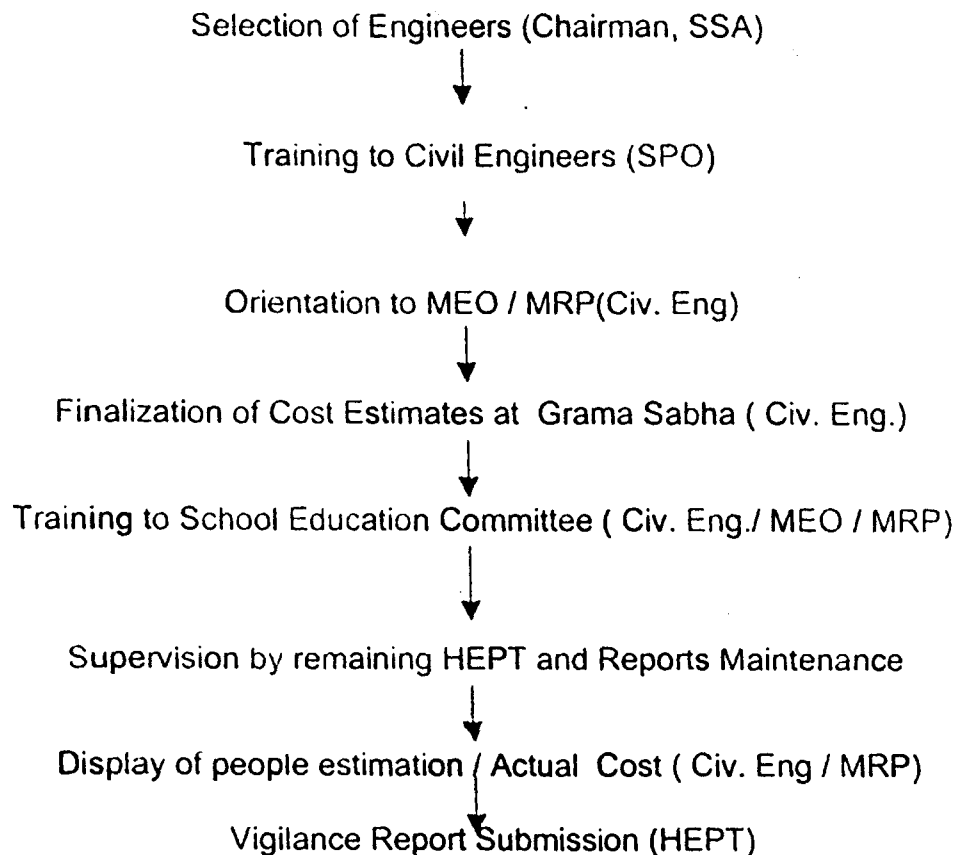 Selection of Engineers (Chairman, SSA)
Training to Civil Engineers (SPO)
Orientation to MEO / MRP(Civ. Eng)
Finalization of Cost Estimates at Grama Sabha ( Civ. Eng.)
Training to School Education Committee ( Civ. Eng./ MEO / MRP)
Supervision by remaining HEPT and Reports Maintenance
Display of people estimation / Actual Cost ( Civ. Eng / MRP)
Vigilance Report Submission (HEPT)